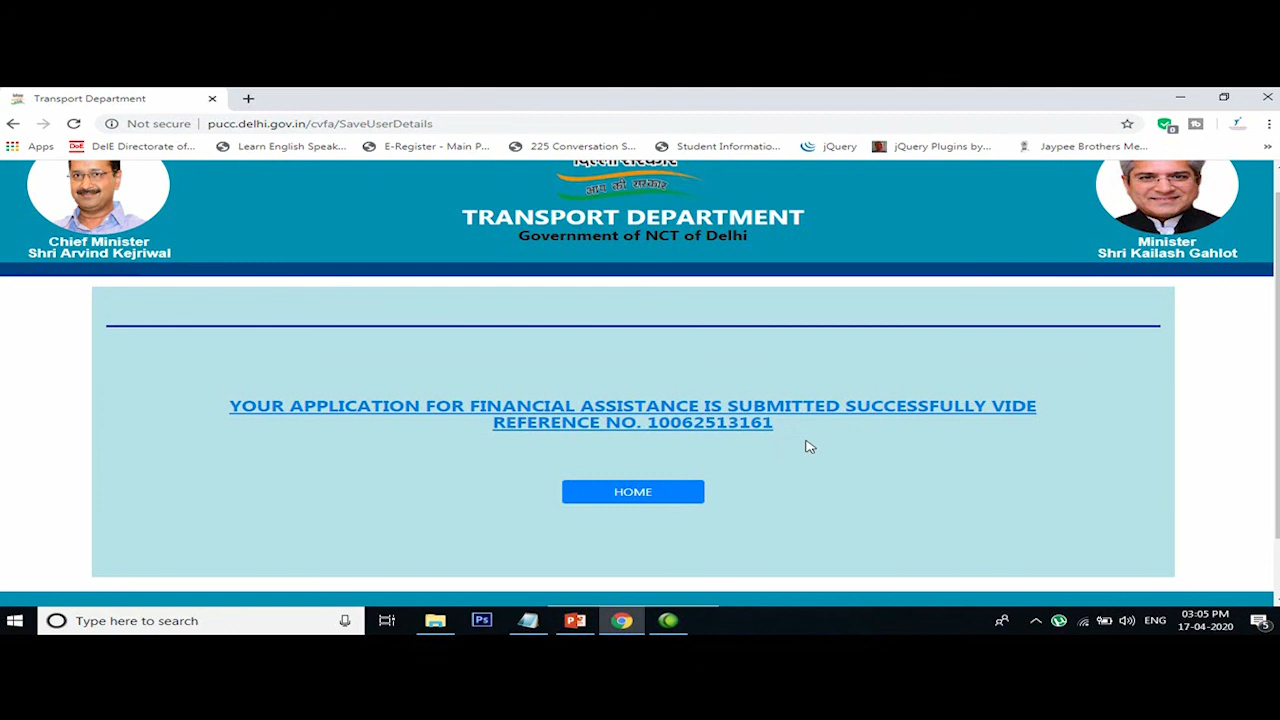 Transport Department
Not secure | pucc.delhi.gov.in/cvfa/SaveUserDetails
Apps DelE Directorate of... Learn English Speak... E-Register - Main P... 225 Conversation S... Student Informatio... jQuery jQuery Plugins by... Jaypee Brothers Me... »
दिल्ली सरकार
आप की सरकार
TRANSPORT DEPARTMENT
Government of NCT of Delhi
Chief Minister
Shri Arvind Kejriwal
Minister
Shri Kailash Gahlot
YOUR APPLICATION FOR FINANCIAL ASSISTANCE IS SUBMITTED SUCCESSFULLY VIDE
REFERENCE NO. 10062513161
HOME
Type here to search
ENG
03:05 PM
17-04-2020